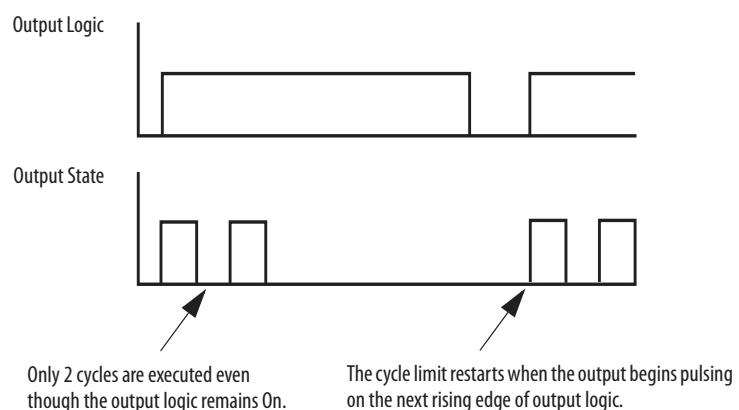 Output Logic
Output State
Only 2 cycles are executed even
though the output logic remains On.
The cycle limit restarts when the output begins pulsing
on the next rising edge of output logic.